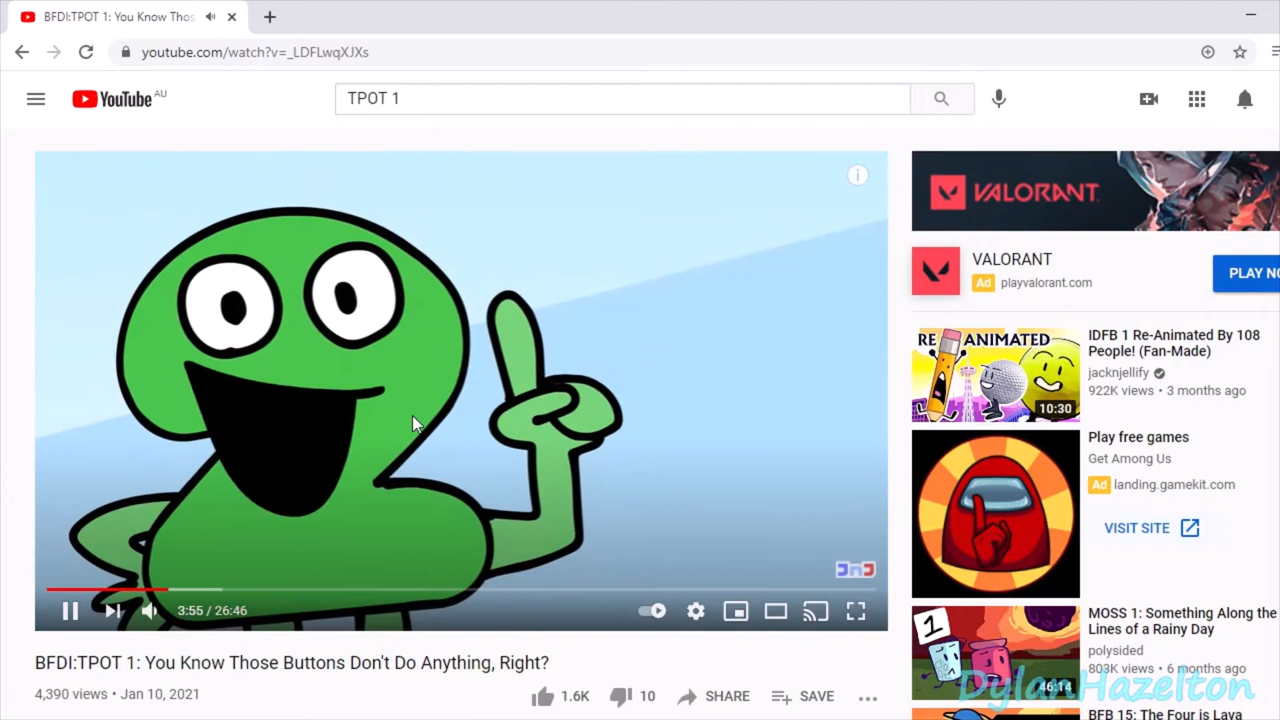 BFDI:TPOT 1: You Know Thos
youtube.com/watch?v=_LDFLwqXJXs
YouTube AU
TPOT 1
VALORANT
VALORANT
Ad playvalorant.com
PLAY NO
RE ANIMATED
10:30
IDFB 1 Re-Animated By 108
People! (Fan-Made)
jacknjellify
922K views • 3 months ago
Play free games
Get Among Us
Ad landing.gamekit.com
VISIT SITE
1
46:14
MOSS 1: Something Along the
Lines of a Rainy Day
polysided
803K views • 6 months ago
BFB 15: The Four is Lava
3:55 / 26:46
BFDI:TPOT 1: You Know Those Buttons Don't Do Anything, Right?
4,390 views • Jan 10, 2021
1.6K
10
SHARE
SAVE
DylanHazelton